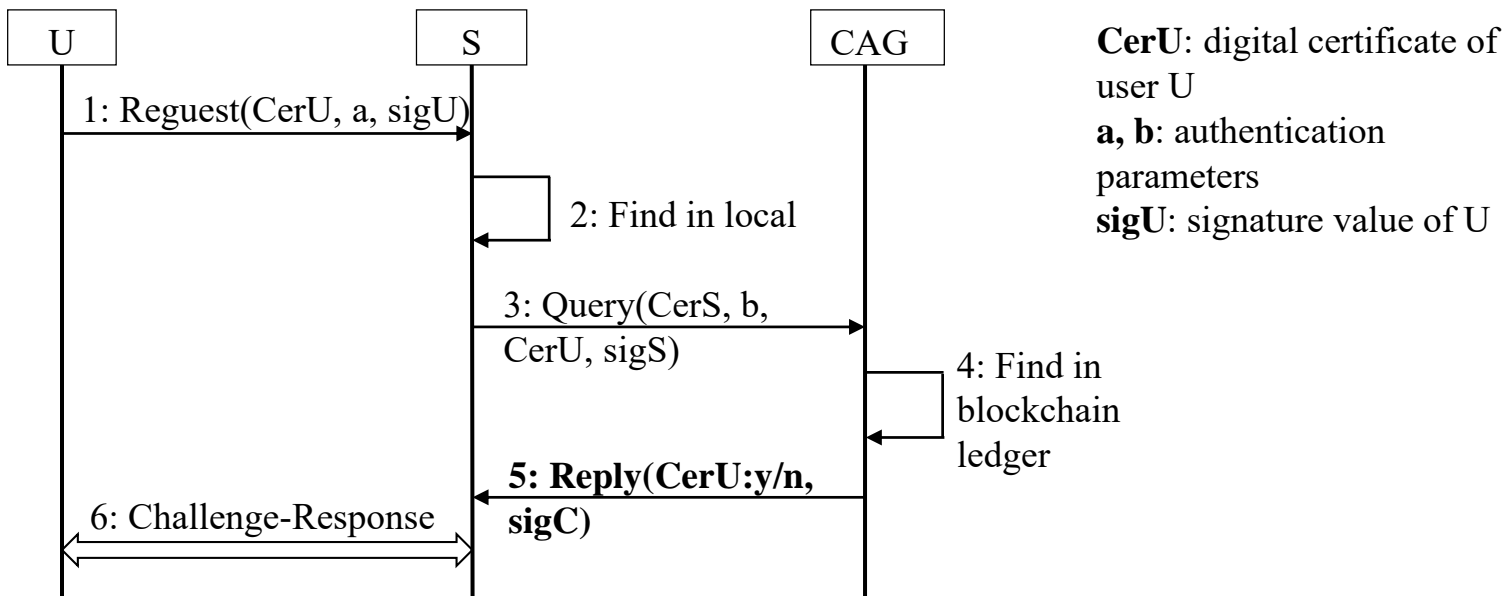 U
S
CAG
1: Reguest(CerU, a, sigU)
2: Find in local
3: Query(CerS, b,
CerU, sigS)
4: Find in
blockchain
ledger
5: Reply(CerU:y/n,
sigC)
6: Challenge-Response
CerU: digital certificate of
user U
a, b: authentication
parameters
sigU: signature value of U